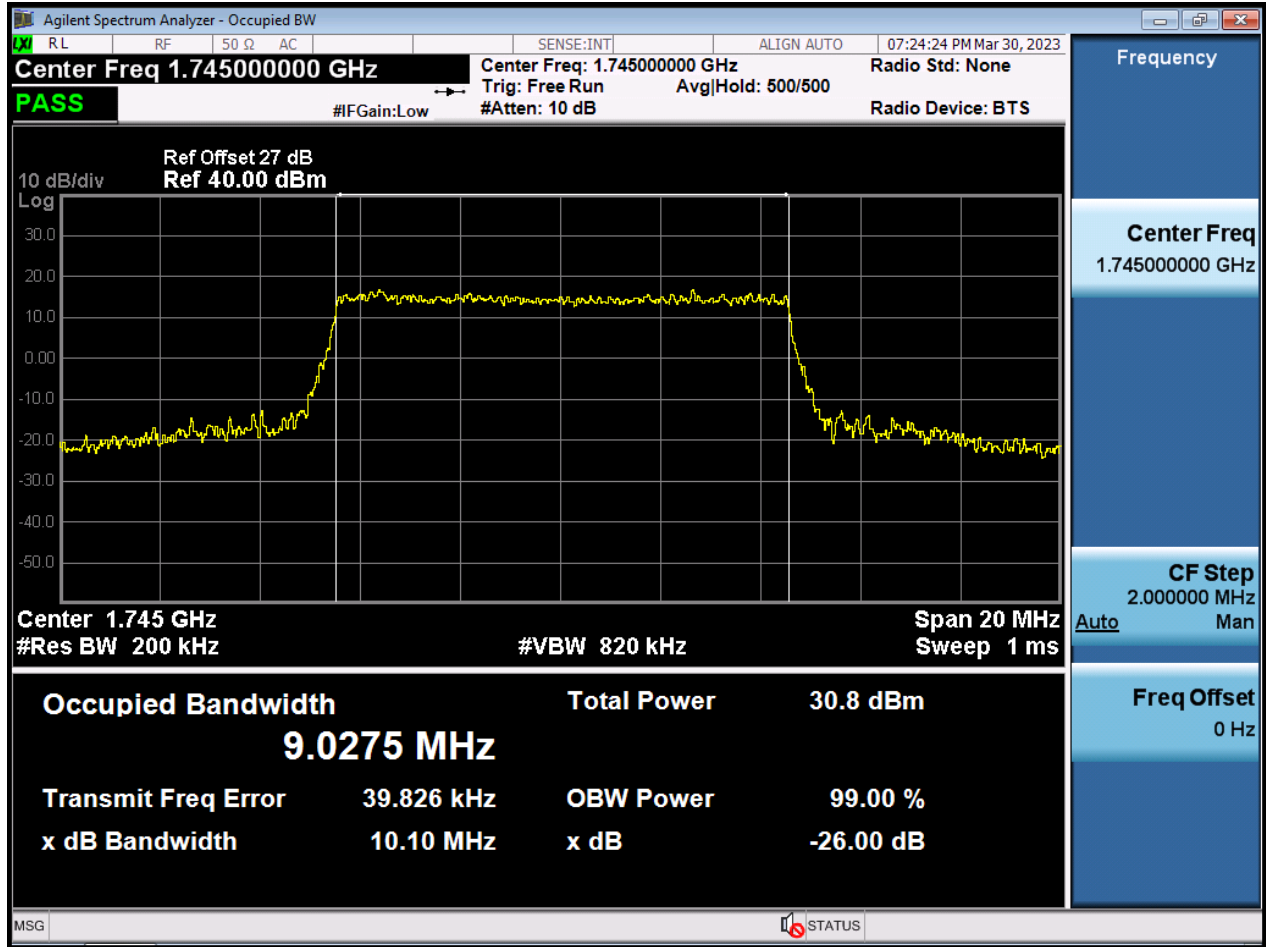 Agilent Spectrum Analyzer - Occupied BW
LXI RL RF 50 Ω AC SENSE:INT ALIGN AUTO 07:24:24 PM Mar 30, 2023
Center Freq 1.745000000 GHz
Center Freq: 1.745000000 GHz Radio Std: None
Trig: Free Run Avg|Hold: 500/500
PASS #IFGain:Low #Atten: 10 dB Radio Device: BTS
Ref Offset 27 dB
10 dB/div Ref 40.00 dBm
Log
30.0
20.0
10.0
0.00
-10.0
-20.0
-30.0
-40.0
-50.0
Center 1.745 GHz Span 20 MHz
#Res BW 200 kHz #VBW 820 kHz Sweep 1 ms
Occupied Bandwidth Total Power 30.8 dBm
9.0275 MHz
Transmit Freq Error 39.826 kHz OBW Power 99.00 %
x dB Bandwidth 10.10 MHz x dB -26.00 dB
MSG STATUS
Frequency
Center Freq
1.745000000 GHz
CF Step
2.000000 MHz
Auto Man
Freq Offset
0 Hz